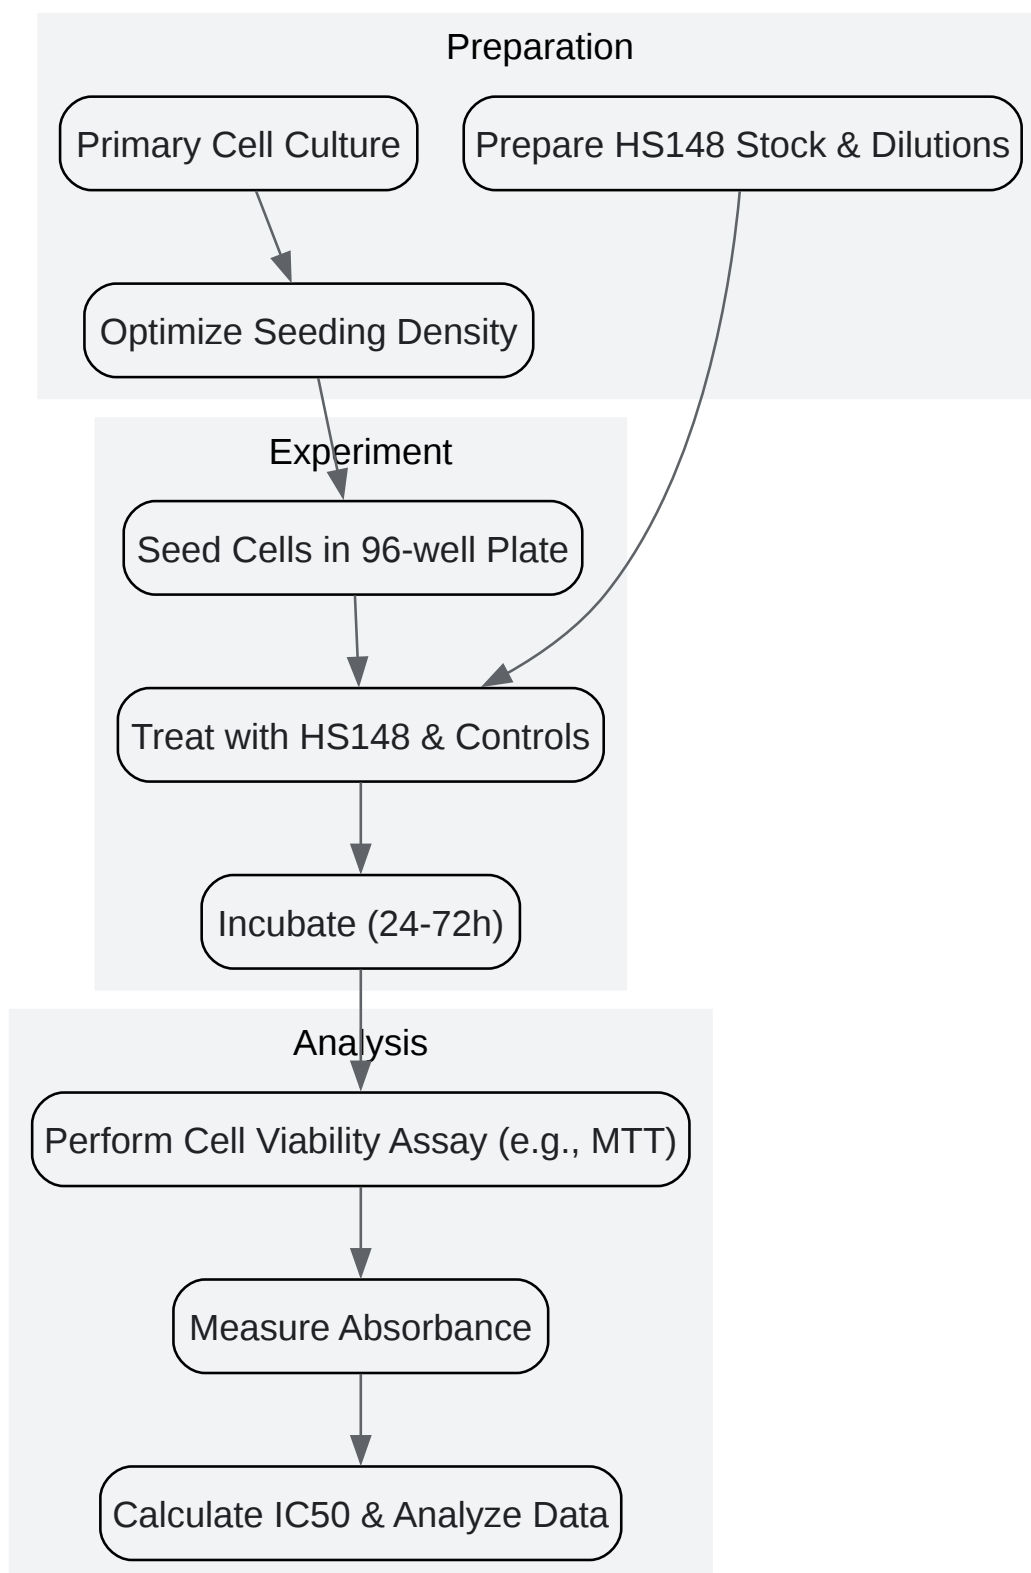 Preparation
Primary Cell Culture
Prepare HS148 Stock & Dilutions
Optimize Seeding Density
Experiment
Seed Cells in 96-well Plate
Treat with HS148 & Controls
Incubate (24-72h)
Analysis
Perform Cell Viability Assay (e.g., MTT)
Measure Absorbance
Calculate IC50 & Analyze Data